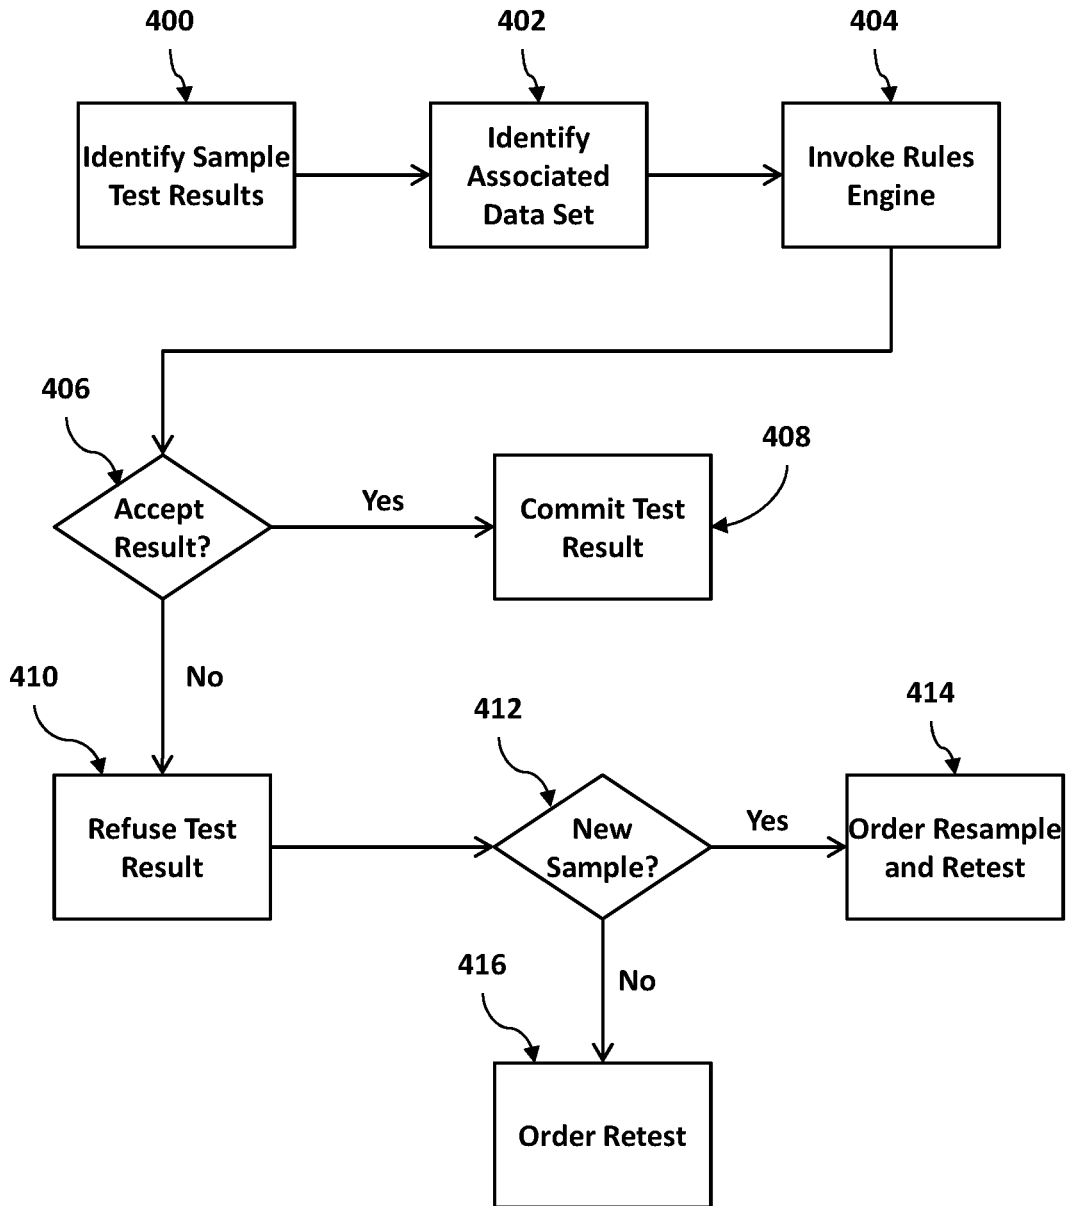 400
402
404
Identify Sample
Test Results
Identify
Associated
Data Set
Invoke Rules
Engine
406
408
Accept
Result?
Yes
Commit Test
Result
No
410
412
414
Refuse Test
Result
New
Sample?
Yes
Order Resample
and Retest
No
416
Order Retest